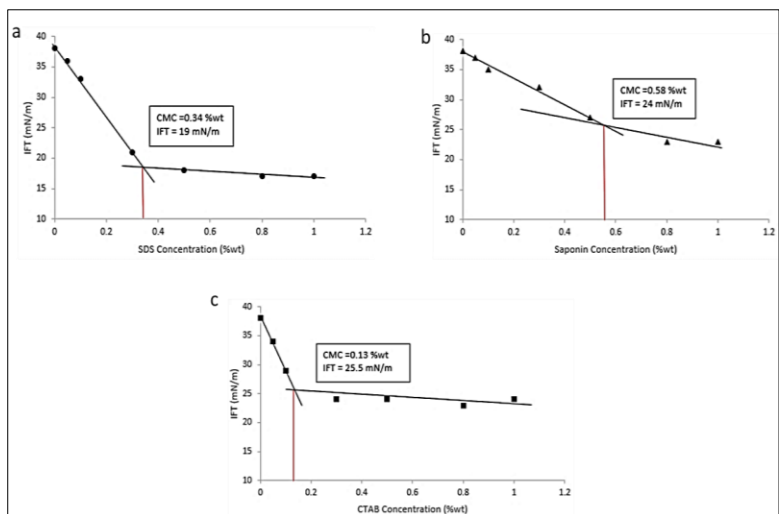 a
40
35
30
25
20
15
10
IFT (mN/m)
0
0.2
0.4
0.6
0.8
1
1.2
SDS Concentration (%wt)
CMC =0.34 %wt
IFT = 19 mN/m
b
40
35
30
25
20
15
10
IFT (mN/m)
0
0.2
0.4
0.6
0.8
1
1.2
Saponin Concentration (%wt)
CMC =0.58 %wt
IFT = 24 mN/m
c
40
35
30
25
20
15
10
IFT (mN/m)
0
0.2
0.4
0.6
0.8
1
1.2
CTAB Concentration (%wt)
CMC =0.13 %wt
IFT = 25.5 mN/m